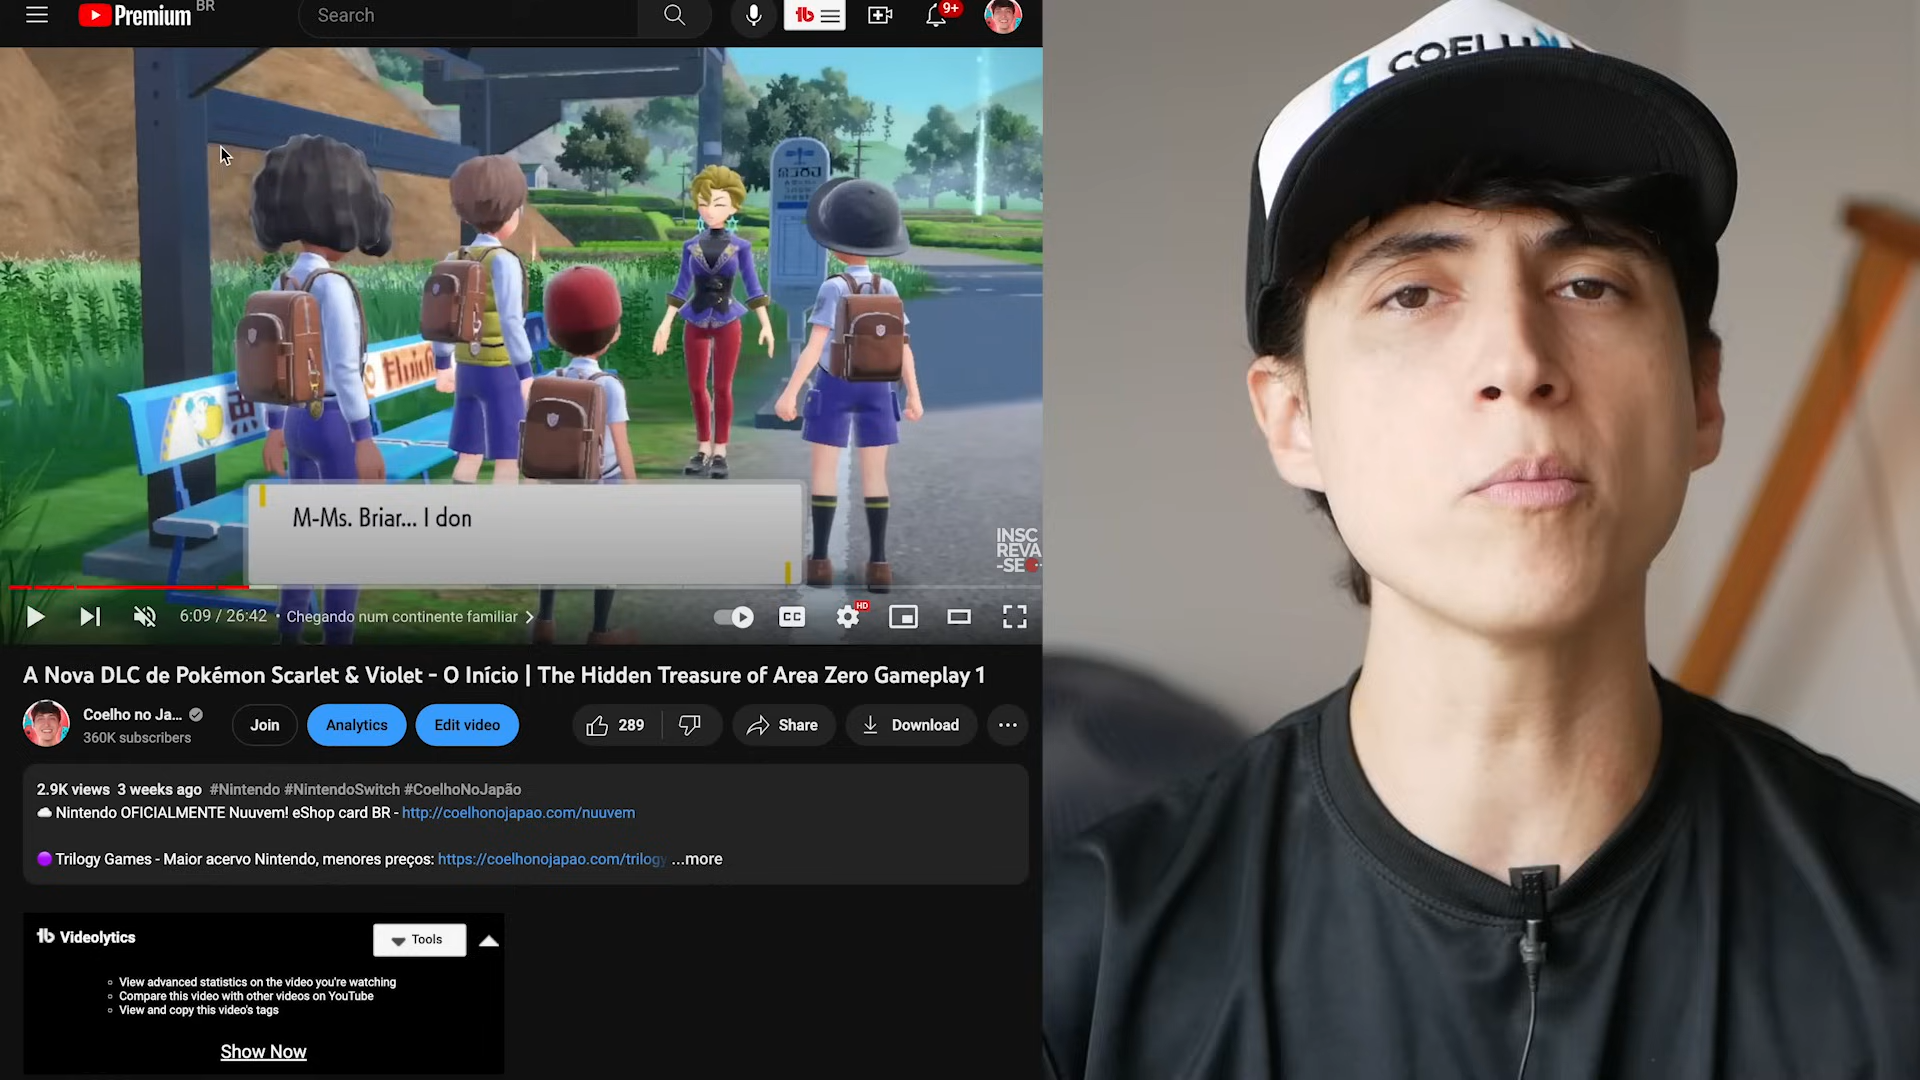 Premium BR
Search
9+
M-Ms. Briar... I don
INSC
REVA
-SE
6:09 / 26:42 • Chegando num continente familiar
CC
HD
A Nova DLC de Pokémon Scarlet & Violet - O Início | The Hidden Treasure of Area Zero Gameplay 1
Coelho no Ja...
360K subscribers
Join
Analytics
Edit video
289
Share
Download
2.9K views 3 weeks ago #Nintendo #NintendoSwitch #CoelhoNoJapão
Nintendo OFICIALMENTE Nuuvem! eShop card BR - http://coelhonojapao.com/nuuvem
Trilogy Games - Maior acervo Nintendo, menores preços: https://coelhonojapao.com/trilogy ...more
Videolytics
Tools
View advanced statistics on the video you're watching
Compare this video with other videos on YouTube
View and copy this video's tags
Show Now